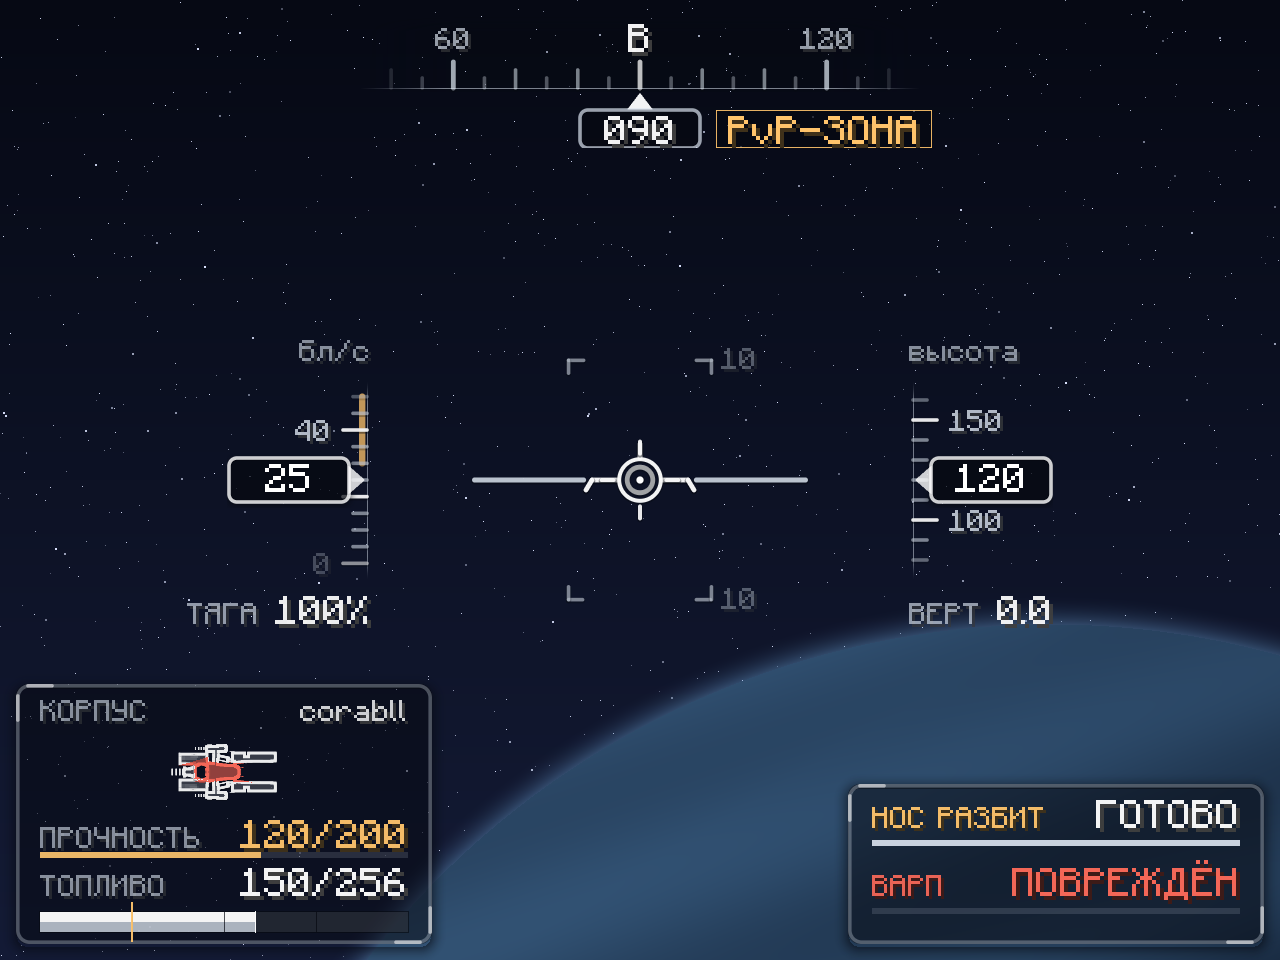 60 В 120
090 PvP-ЗОНА
бл/с
10
высота
40
150
25
120
100
0
10
ТЯГА 100%
ВЕРТ 0.0
КОРПУС corabll
ПРОЧНОСТЬ 120/200
ТОПЛИВО 150/256
НОС РАЗБИТ ГОТОВО
ВАРП ПОВРЕЖДЁН